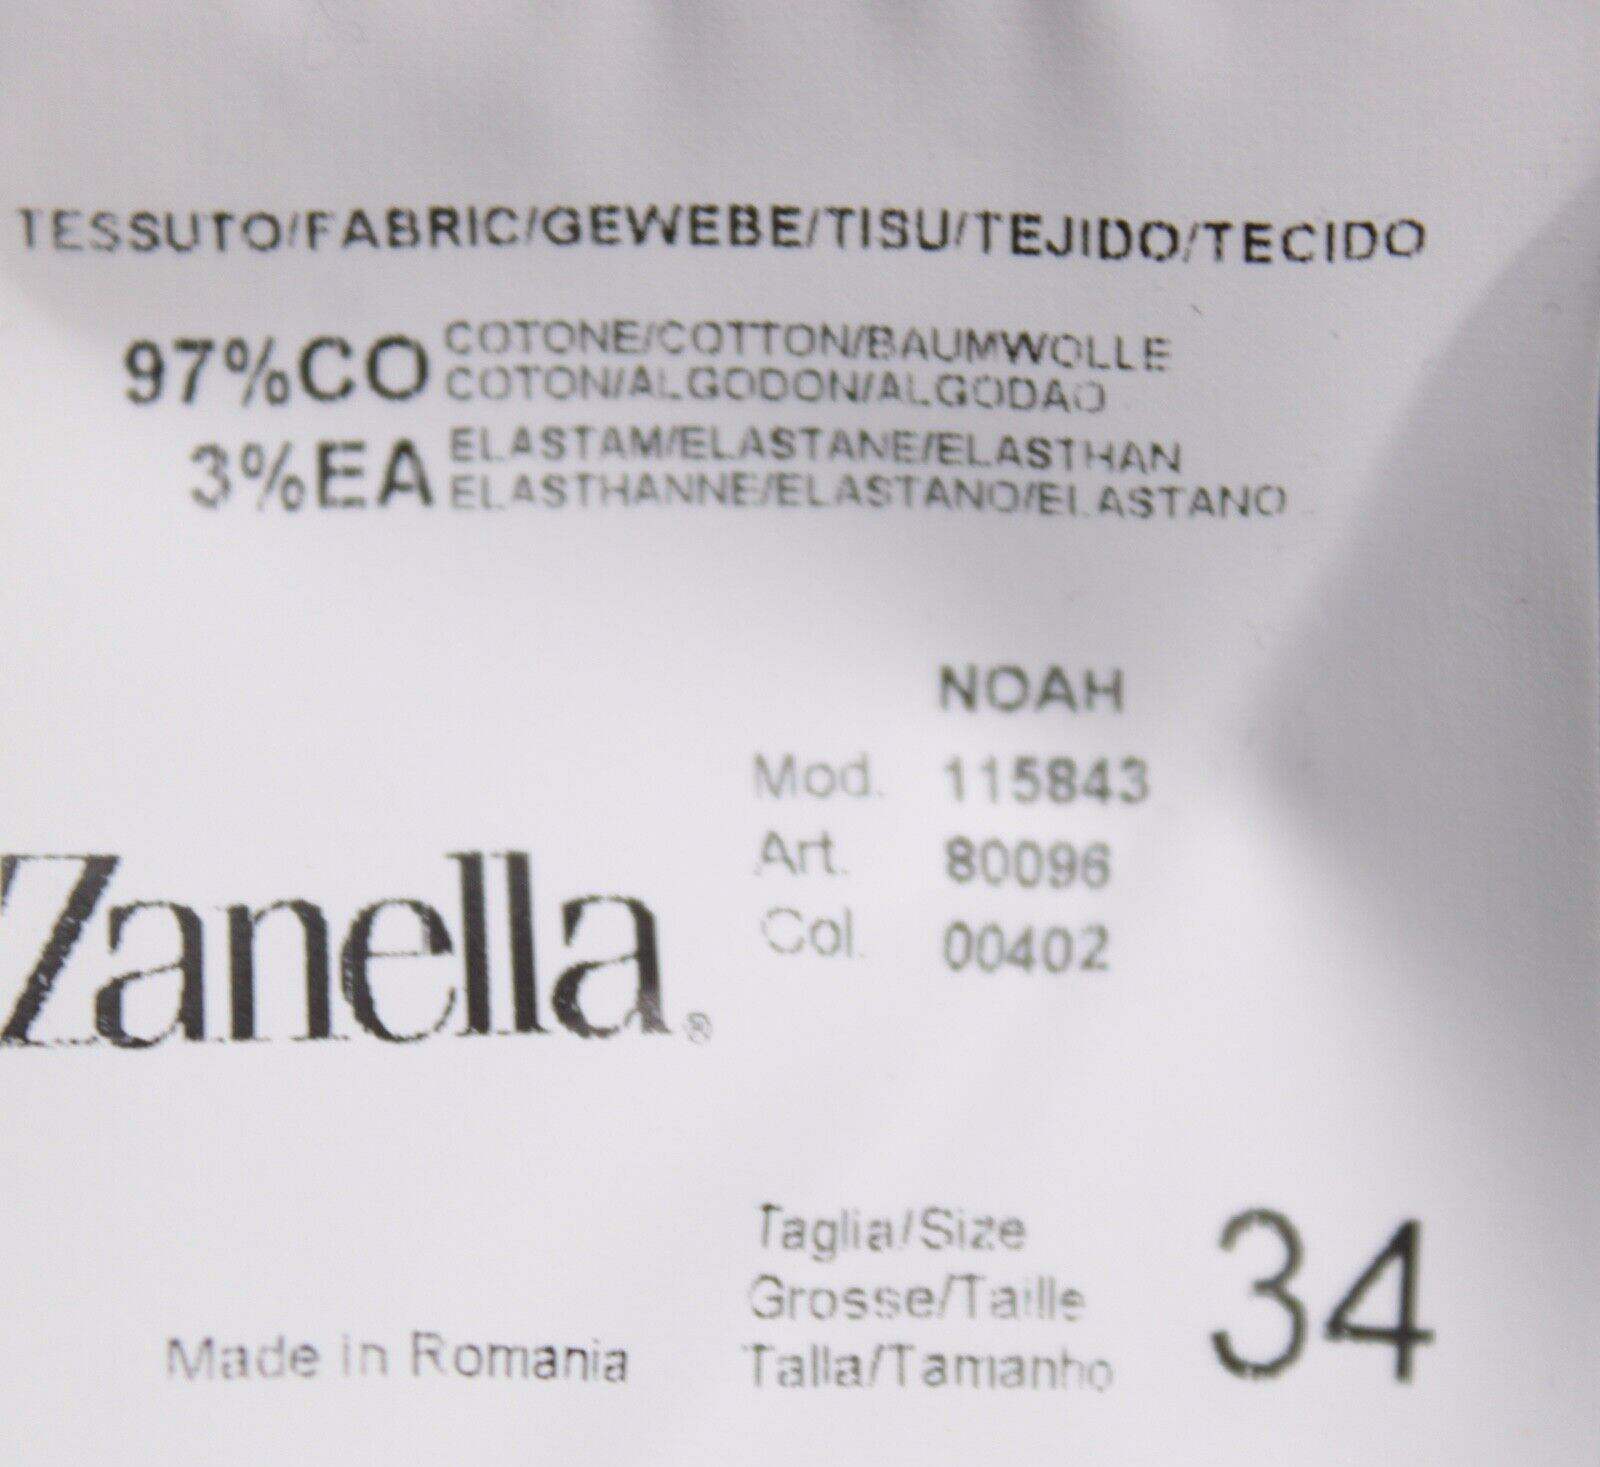 TESSUTO/FABRIC/GEWEBE/TISU/TEJIDO/TECIDO
97%CO COTONE/COTTON/BAUMWOLLE
COTON/ALGODON/ALGODAO
3%EA ELASTAM/ELASTANE/ELASTHAN
ELASTHANNE/ELASTANO/ELASTANO
NOAH
Mod. 115843
Art. 80096
Col. 00402
Zanella®
Taglia/Size
Grosse/Taille
Talla/Tamanho
34
Made in Romania